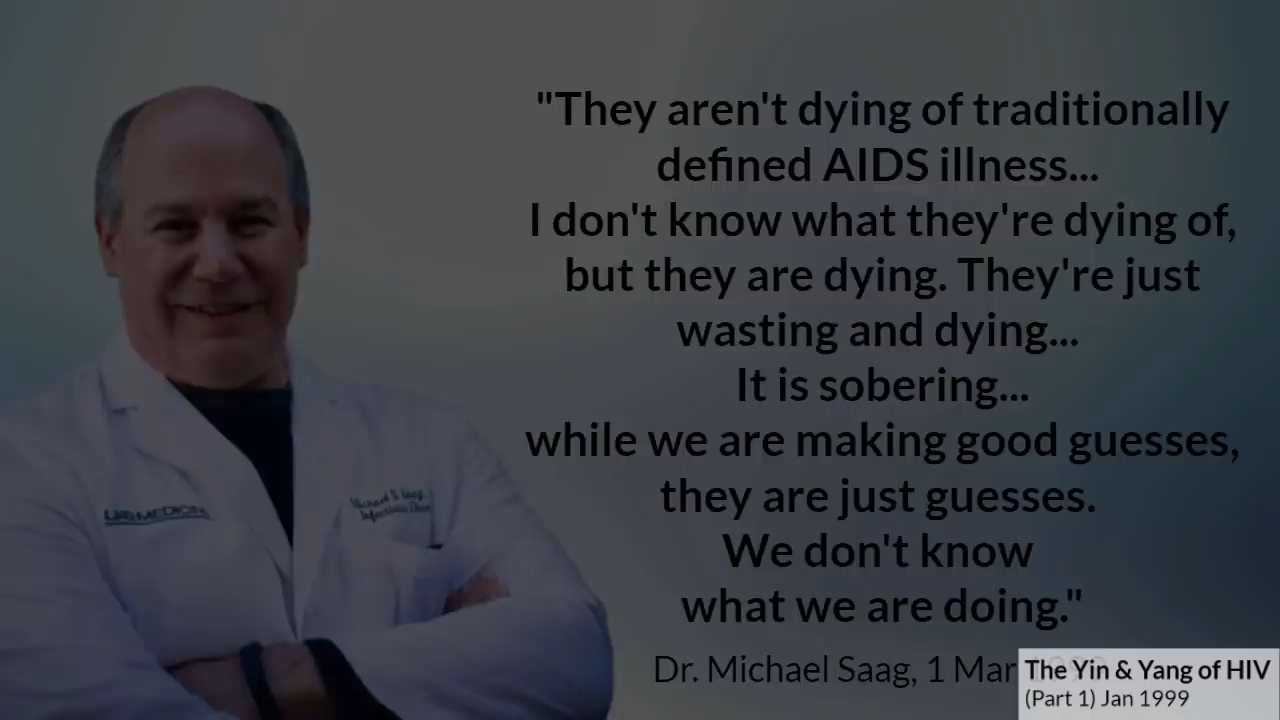 "They aren't dying of traditionally
defined AIDS illness...
I don't know what they're dying of,
but they are dying. They're just
wasting and dying...
It is sobering...
while we are making good guesses,
they are just guesses.
We don't know
what we are doing."
Dr. Michael Saag, 1 Mar
The Yin & Yang of HIV
(Part 1) Jan 1999